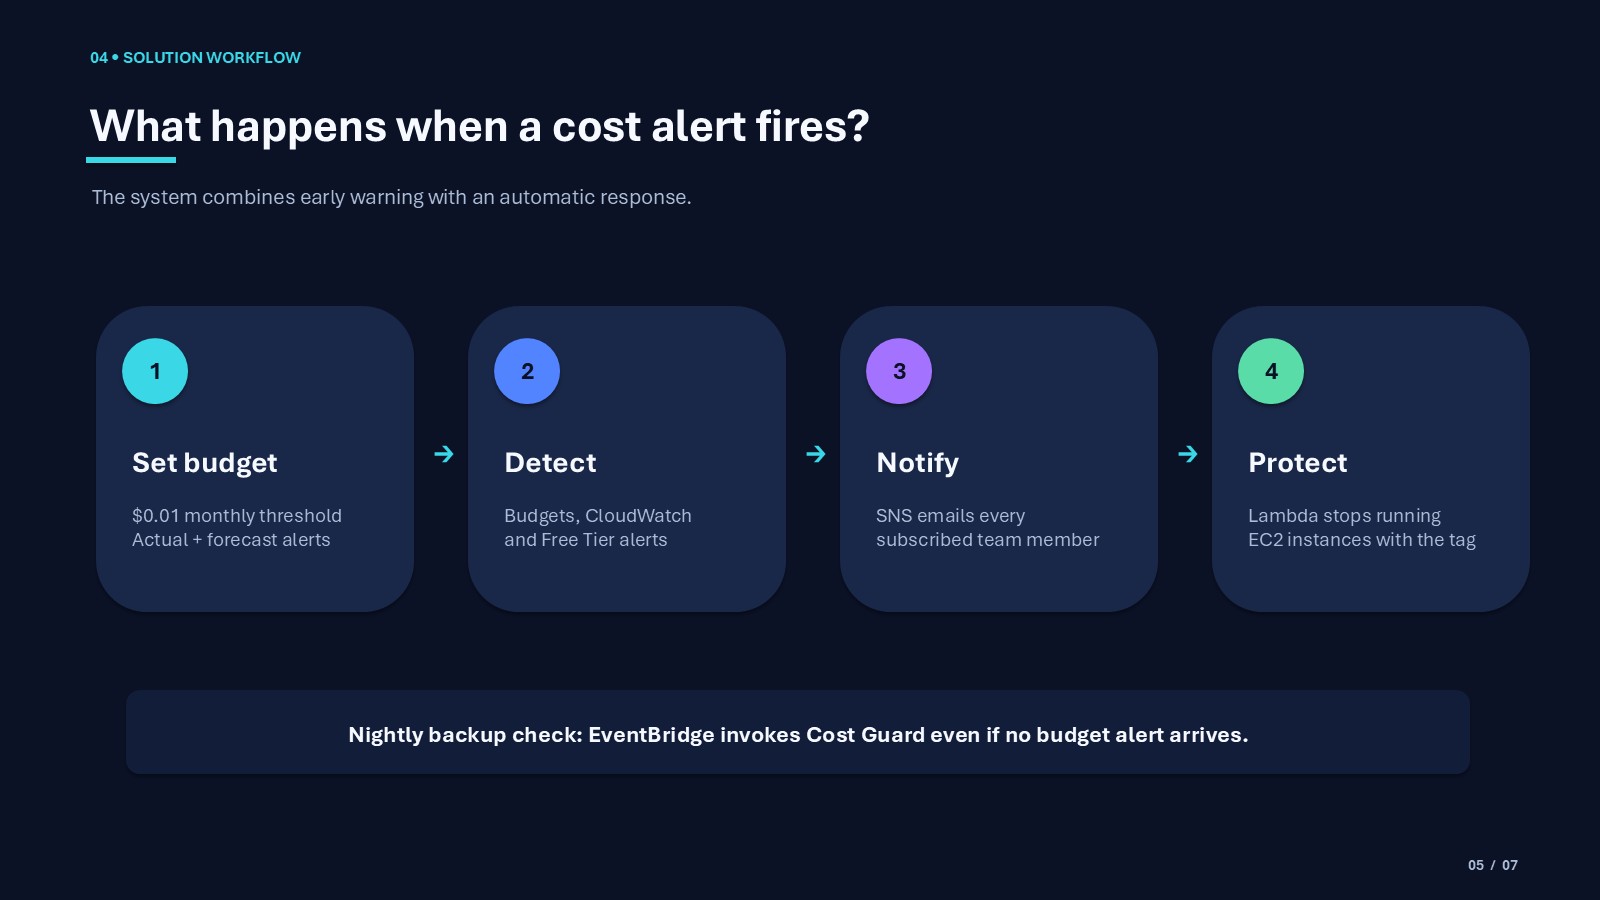 04 • SOLUTION WORKFLOW
What happens when a cost alert fires?
The system combines early warning with an automatic response.
1
Set budget
$0.01 monthly threshold
Actual + forecast alerts
→
2
Detect
Budgets, CloudWatch
and Free Tier alerts
→
3
Notify
SNS emails every
subscribed team member
→
4
Protect
Lambda stops running
EC2 instances with the tag
Nightly backup check: EventBridge invokes Cost Guard even if no budget alert arrives.
05 / 07